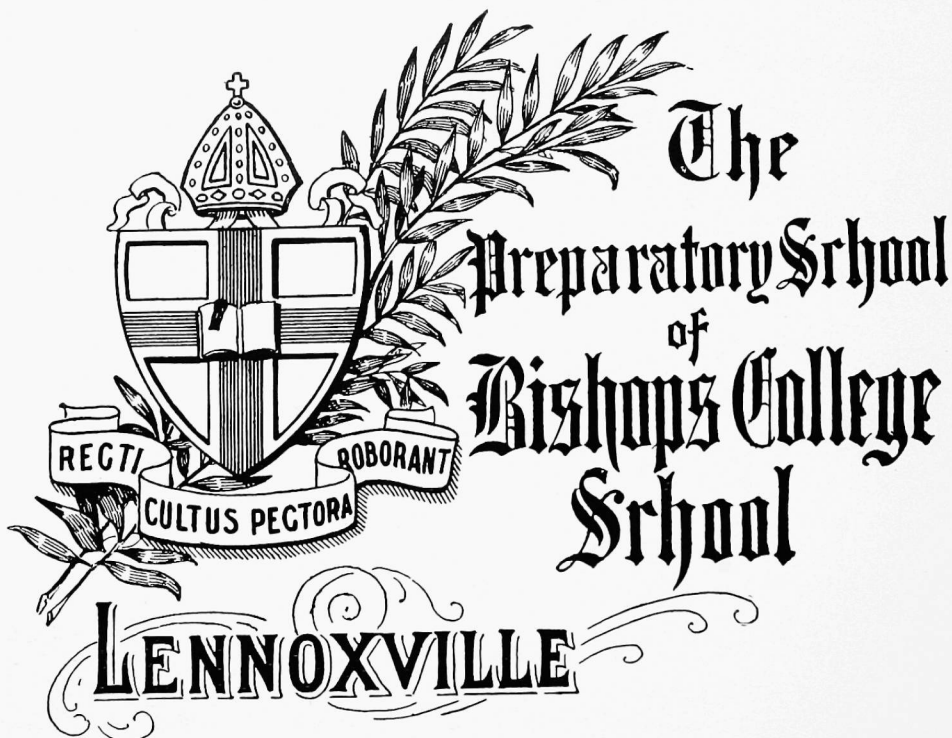 The
Preparatory School
of
Bishops College
School
RECTI
CULTUS PECTORA
ROBORANT
LENNOXVILLE